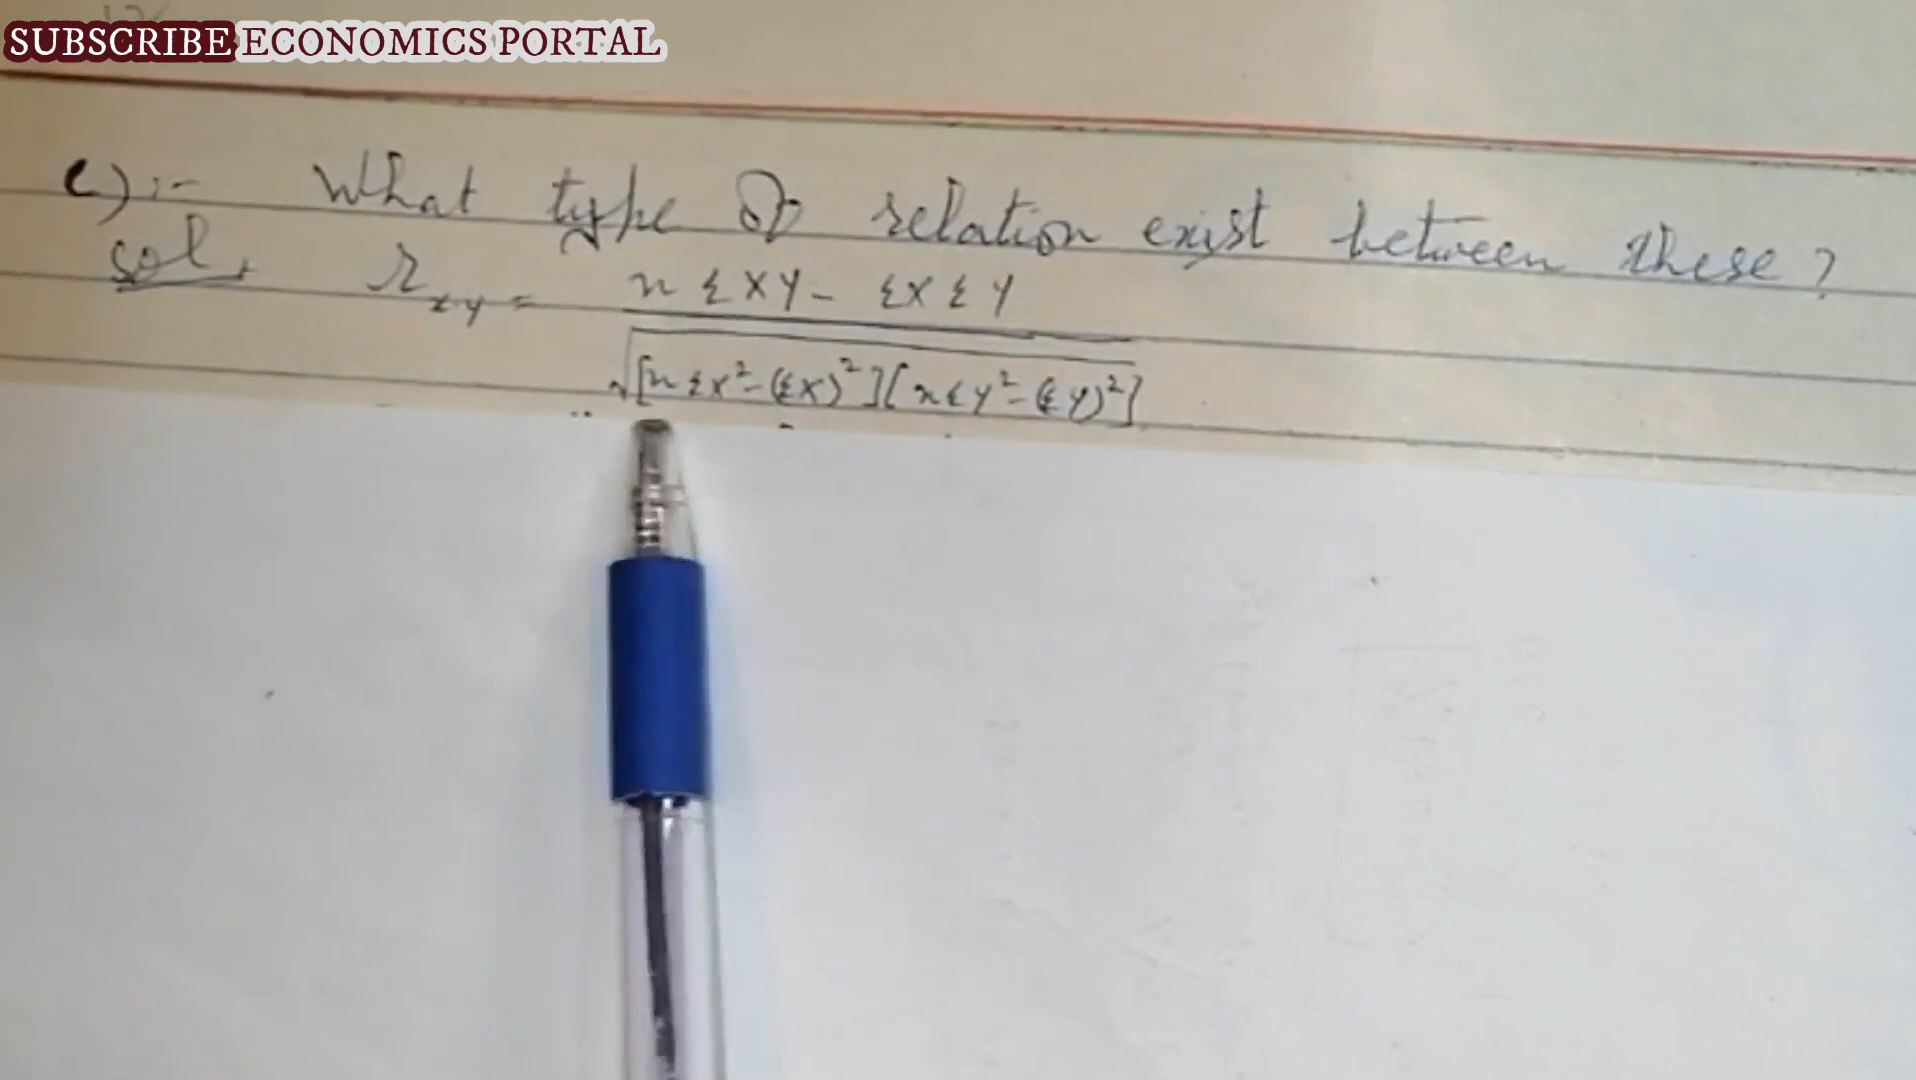 SUBSCRIBE ECONOMICS PORTAL
c):- What type of relation exist between these?
sol, r_xy = n ΣXY - ΣX ΣY
√[nΣX²-(ΣX)²][nΣY²-(ΣY)²]